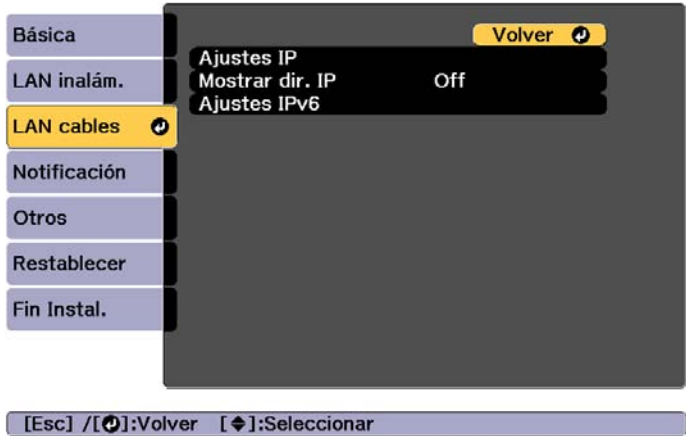 Básica
LAN inalám.
LAN cables
Notificación
Otros
Restablecer
Fin Instal.
Volver
Ajustes IP
Mostrar dir. IP Off
Ajustes IPv6
[Esc] /[⏎]:Volver [◆]:Seleccionar